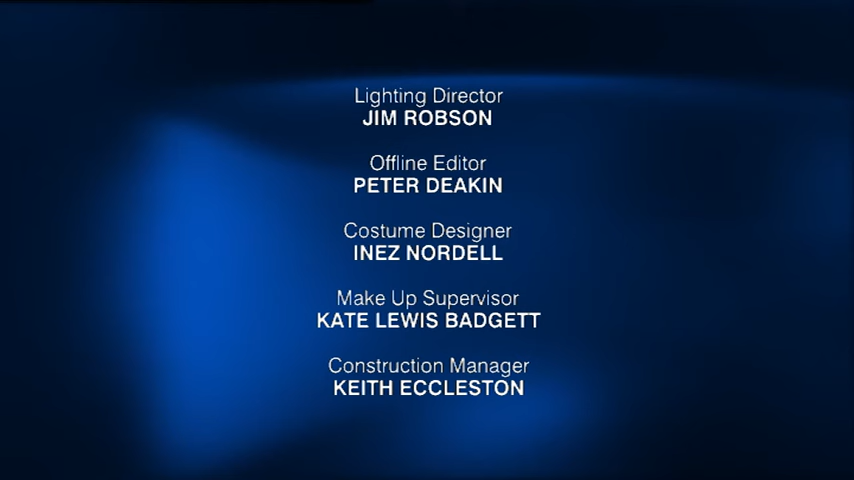 Lighting Director
JIM ROBSON
Offline Editor
PETER DEAKIN
Costume Designer
INEZ NORDELL
Make Up Supervisor
KATE LEWIS BADGETT
Construction Manager
KEITH ECCLESTON